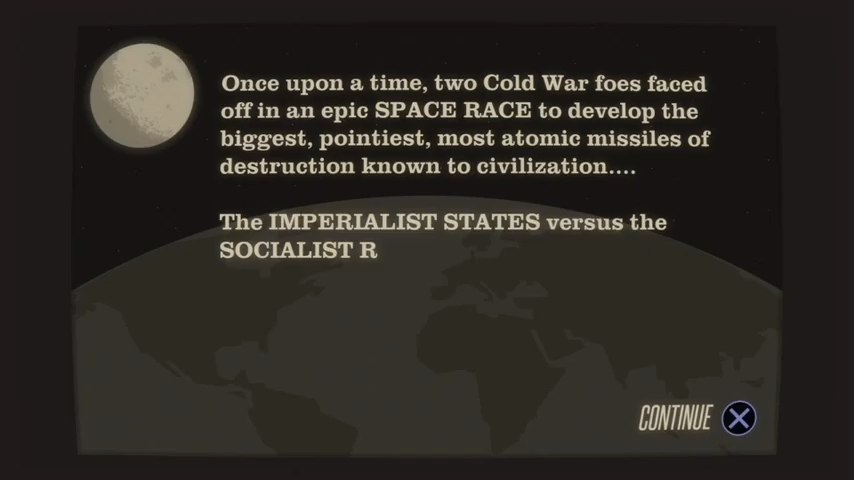 Once upon a time, two Cold War foes faced
off in an epic SPACE RACE to develop the
biggest, pointiest, most atomic missiles of
destruction known to civilization....
The IMPERIALIST STATES versus the
SOCIALIST R
CONTINUE